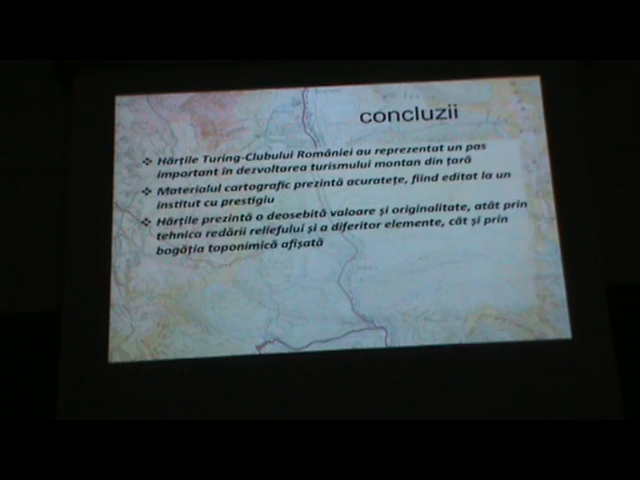 concluzii
❖ Hărțile Turing-Clubului României au reprezentat un pas
important în dezvoltarea turismului montan din țară
❖ Materialul cartografic prezintă acuratețe, fiind editat la un
institut cu prestigiu
❖ Hărțile prezintă o deosebită valoare și originalitate, atât prin
tehnica redării reliefului și a diferitor elemente, cât și prin
bogăția toponimică afișată